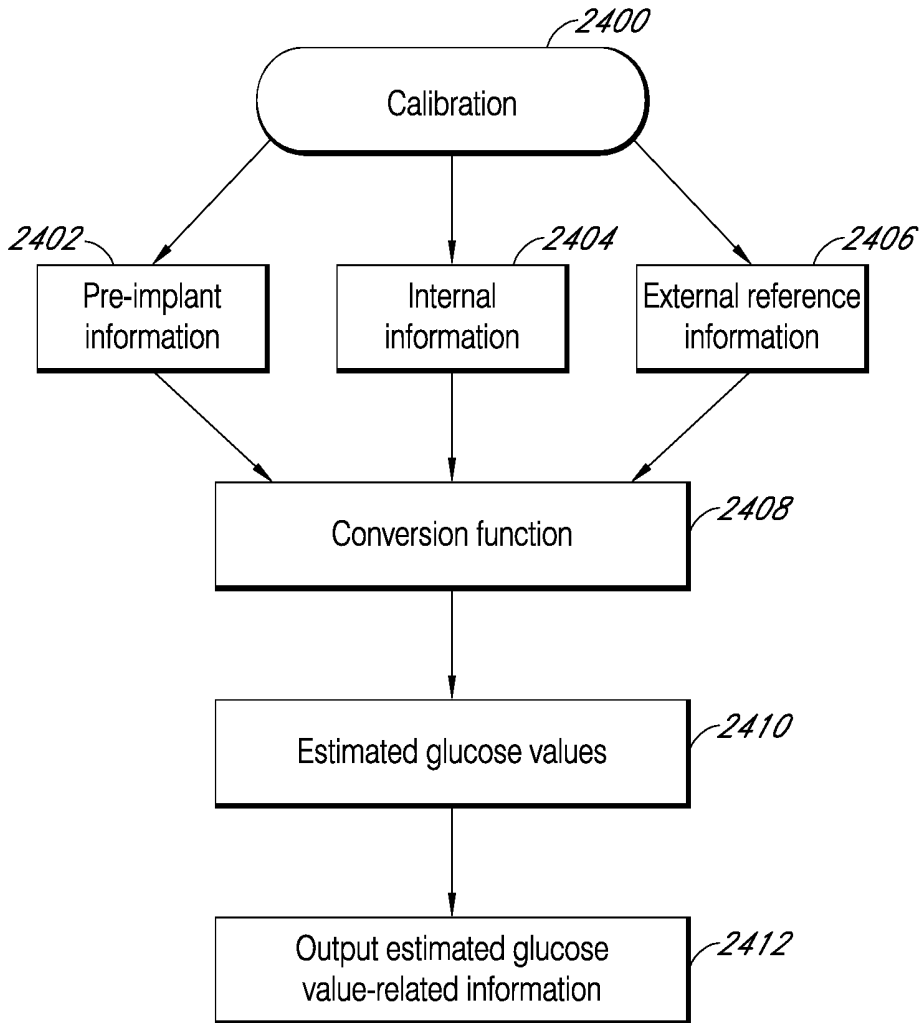 2400
Calibration
2402
2404
2406
Pre-implant
information
Internal
information
External reference
information
Conversion function
2408
Estimated glucose values
2410
Output estimated glucose
value-related information
2412